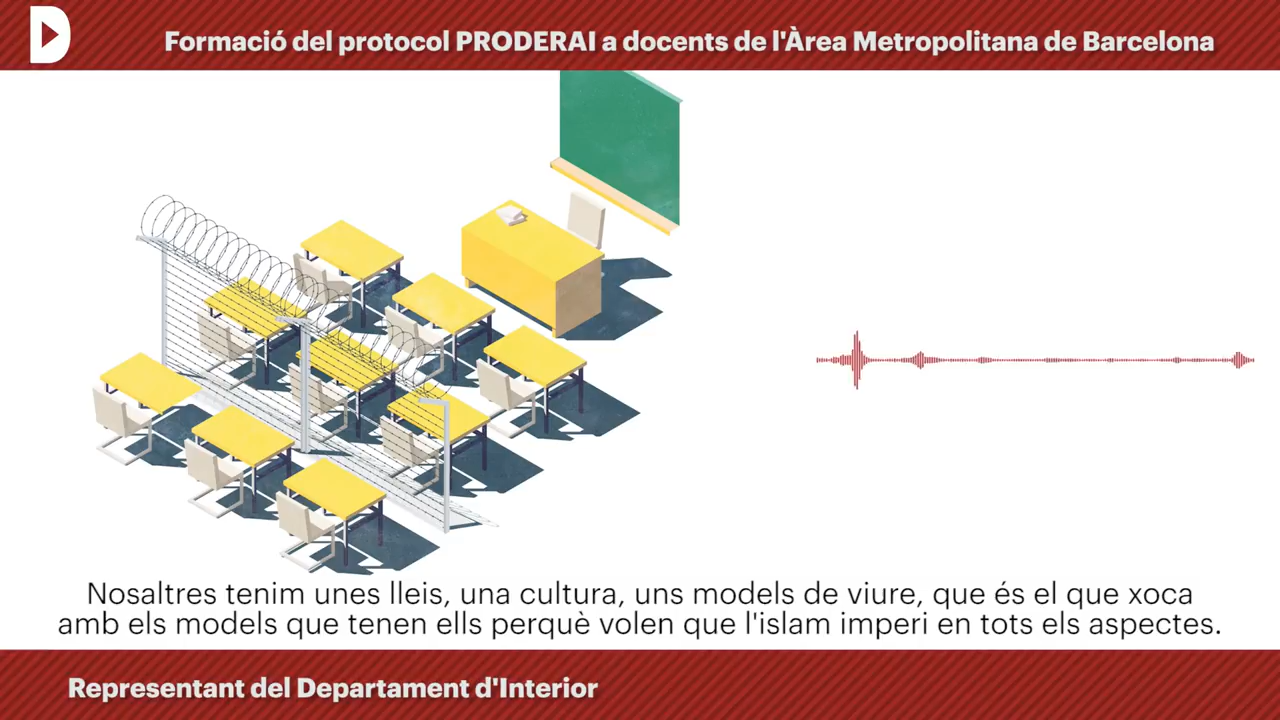 D
Formació del protocol PRODERAI a docents de l'Àrea Metropolitana de Barcelona
Nosaltres tenim unes lleis, una cultura, uns models de viure, que és el que xoca
amb els models que tenen ells perquè volen que l'islam imperi en tots els aspectes.
Representant del Departament d'Interior